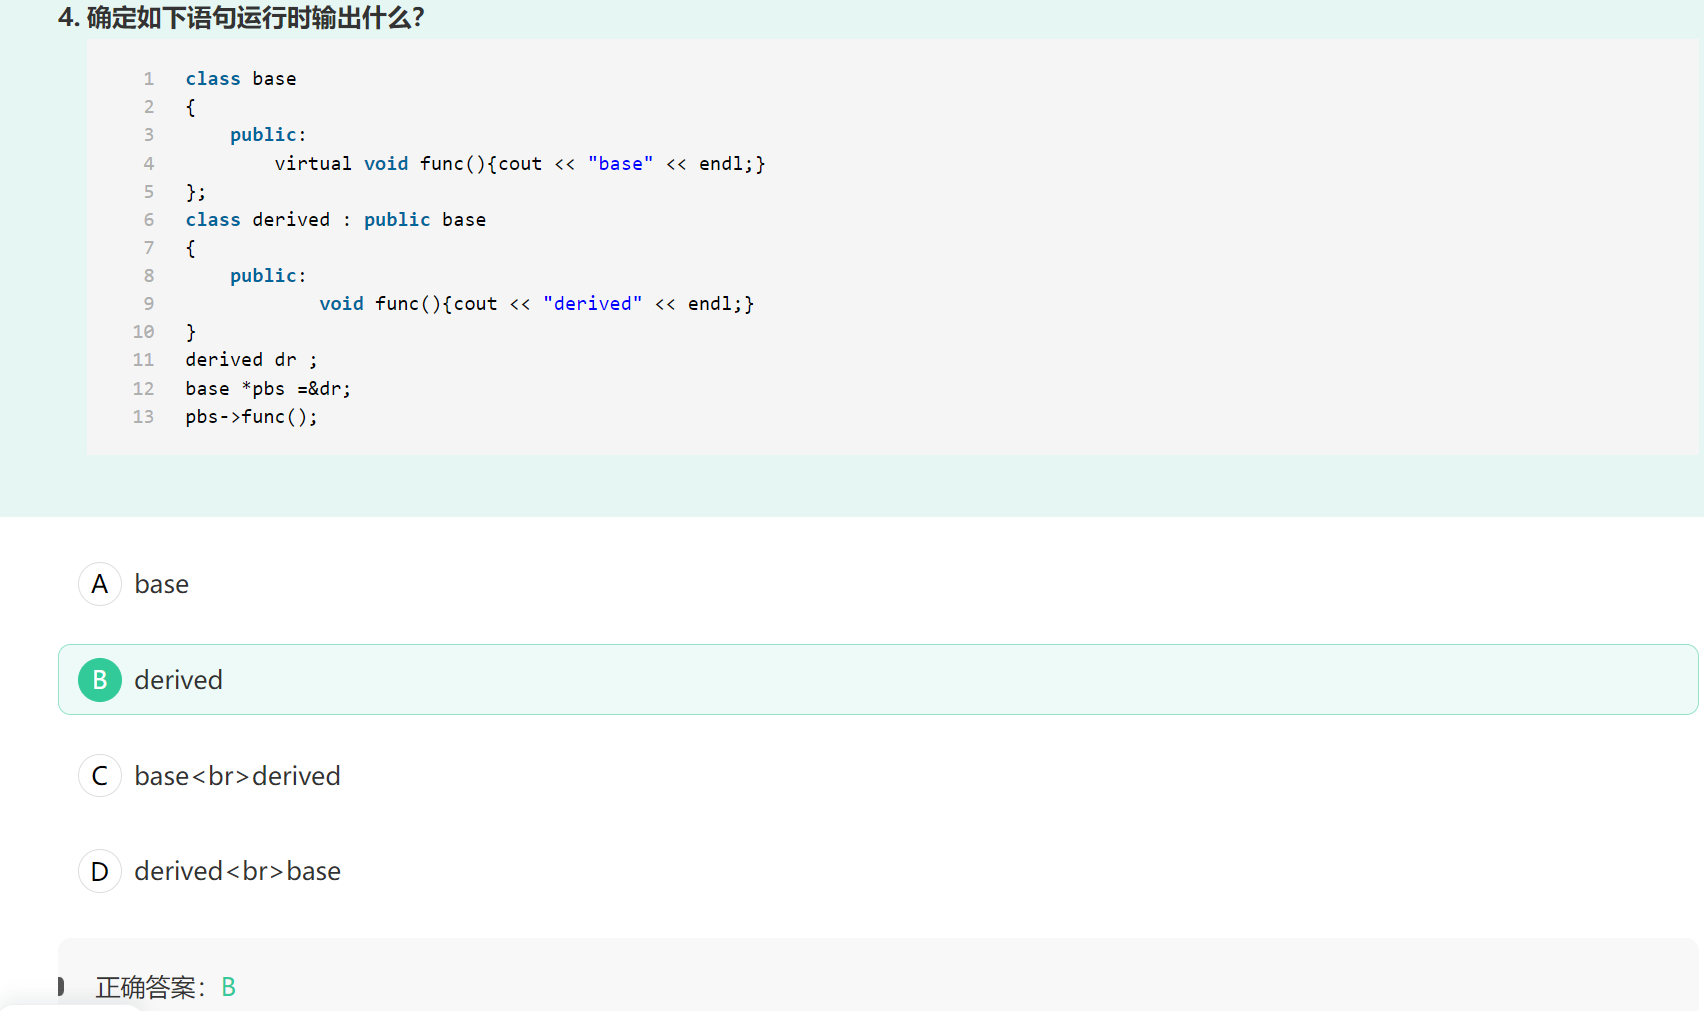 4. 确定如下语句运行时输出什么?
1 class base
2 {
3     public:
4         virtual void func(){cout << "base" << endl;}
5 };
6 class derived : public base
7 {
8     public:
9             void func(){cout << "derived" << endl;}
10 }
11 derived dr ;
12 base *pbs =&dr;
13 pbs->func();
A base
B derived
C base<br>derived
D derived<br>base
正确答案：B